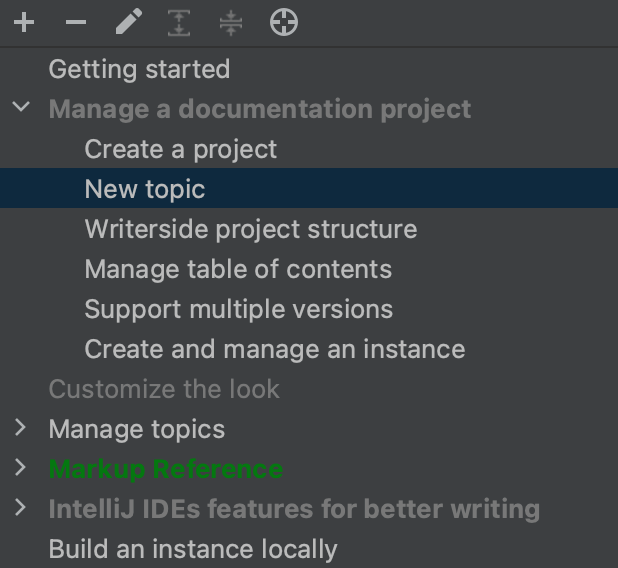 Getting started
Manage a documentation project
Create a project
New topic
Writerside project structure
Manage table of contents
Support multiple versions
Create and manage an instance
Customize the look
Manage topics
Markup Reference
IntelliJ IDEs features for better writing
Build an instance locally